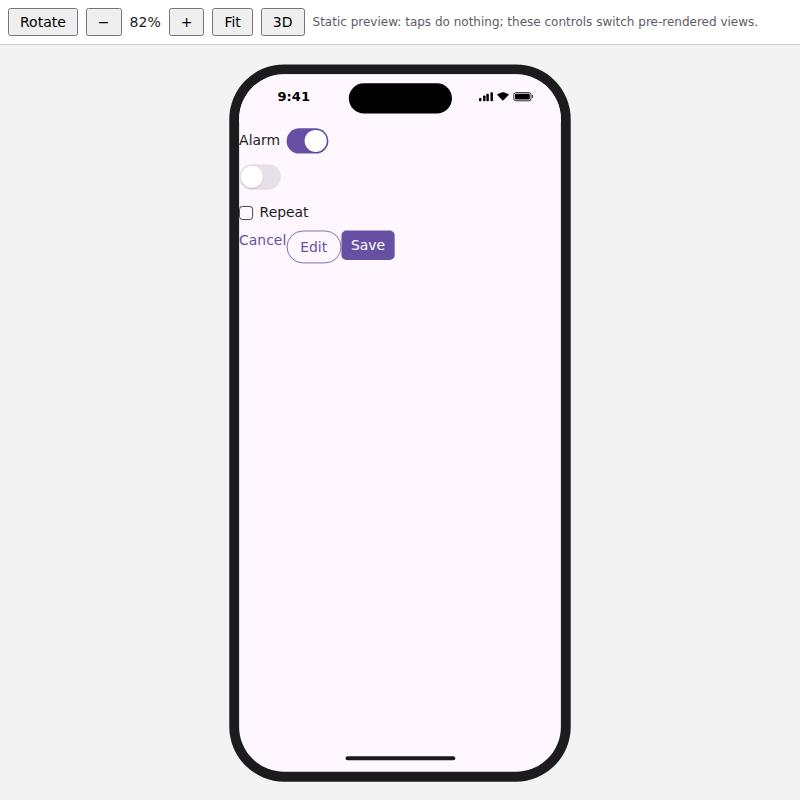 Rotate − 82% + Fit 3D Static preview: taps do nothing; these controls switch pre-rendered views.
9:41
Alarm
Repeat
Cancel Edit Save